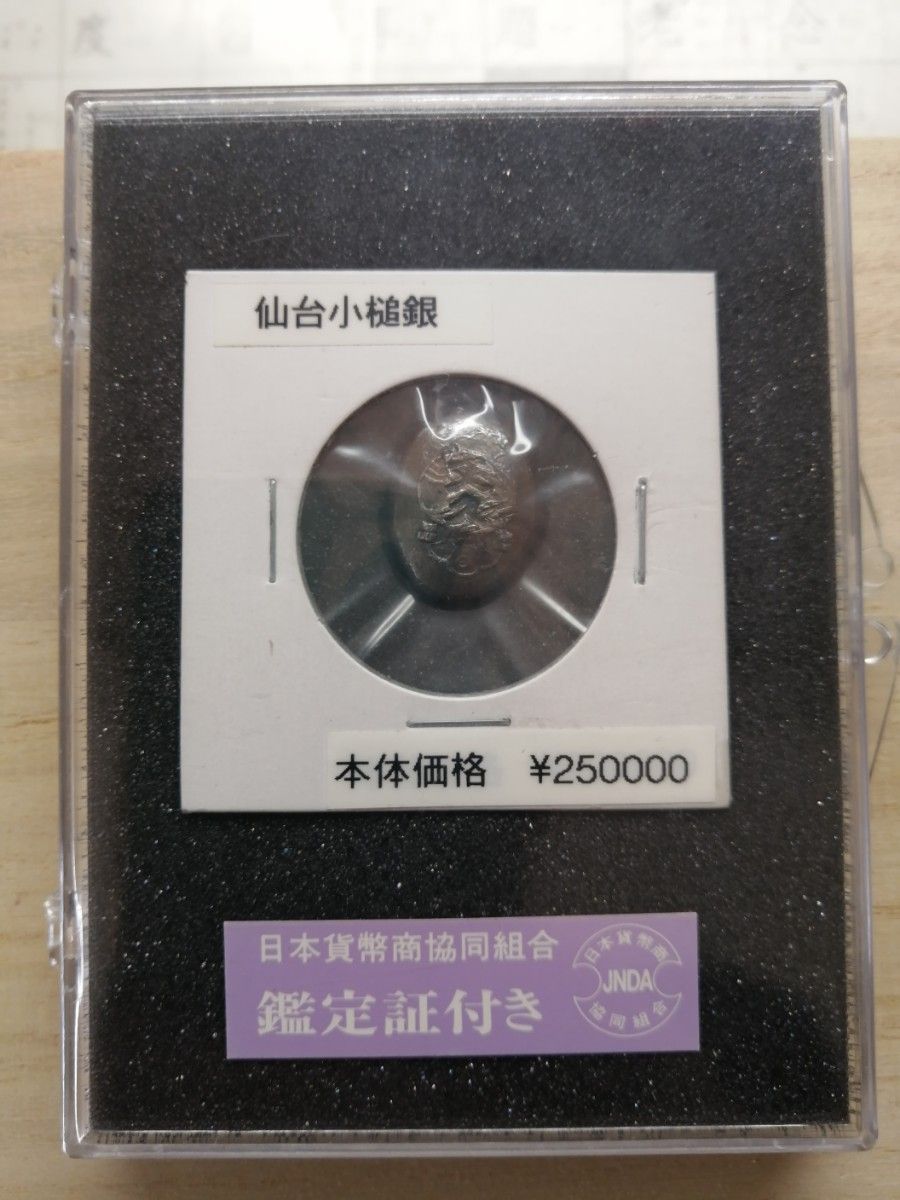 度
仙台小槌銀
本体価格 ¥250000
日本貨幣商協同組合
鑑定証付き
日本貨幣商
JNDA
協同組合